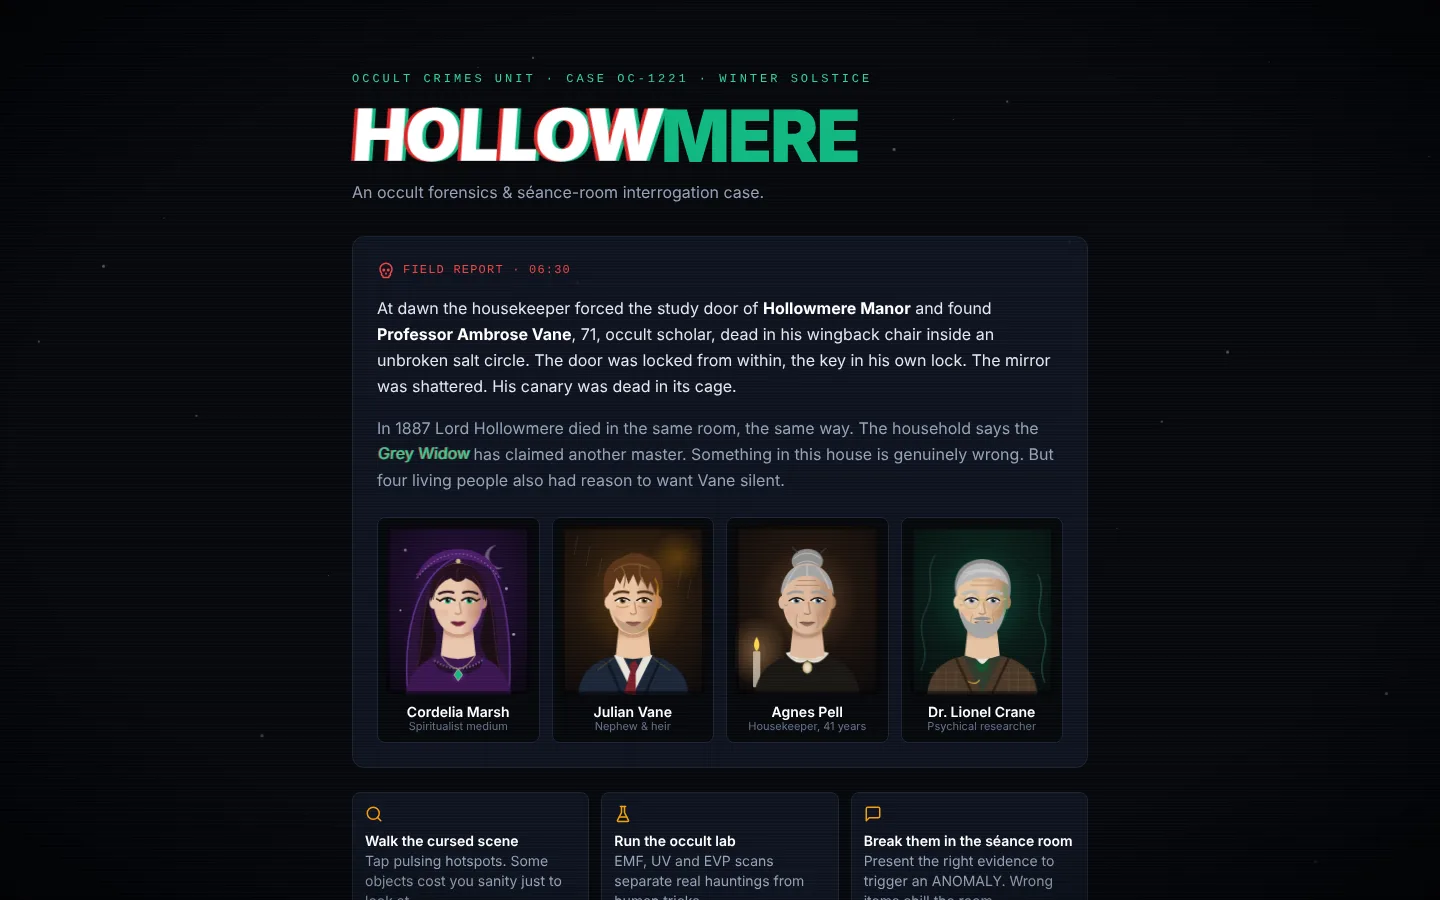 OCCULT CRIMES UNIT · CASE OC-1221 · WINTER SOLSTICE
HOLLOWMERE
An occult forensics & séance-room interrogation case.
FIELD REPORT · 06:30
At dawn the housekeeper forced the study door of Hollowmere Manor and found
Professor Ambrose Vane, 71, occult scholar, dead in his wingback chair inside an
unbroken salt circle. The door was locked from within, the key in his own lock. The mirror
was shattered. His canary was dead in its cage.
In 1887 Lord Hollowmere died in the same room, the same way. The household says the
Grey Widow has claimed another master. Something in this house is genuinely wrong. But
four living people also had reason to want Vane silent.
Cordelia Marsh
Spiritualist medium
Julian Vane
Nephew & heir
Agnes Pell
Housekeeper, 41 years
Dr. Lionel Crane
Psychical researcher
Walk the cursed scene
Tap pulsing hotspots. Some
objects cost you sanity just to
look at.
Run the occult lab
EMF, UV and EVP scans
separate real hauntings from
human tricks.
Break them in the séance room
Present the right evidence to
trigger an ANOMALY. Wrong
items chill the room.